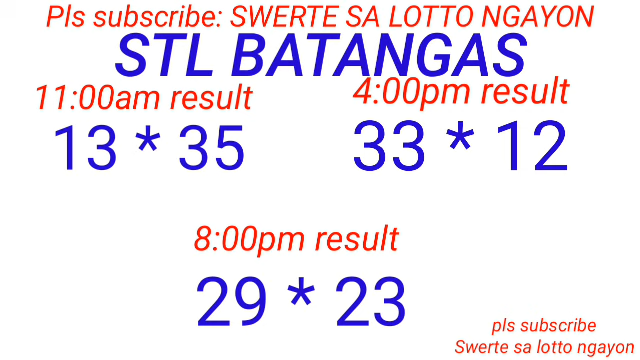 Pls subscribe: SWERTE SA LOTTO NGAYON
STL BATANGAS
11:00am result
13 * 35
4:00pm result
33 * 12
8:00pm result
29 * 23
pls subscribe
Swerte sa lotto ngayon